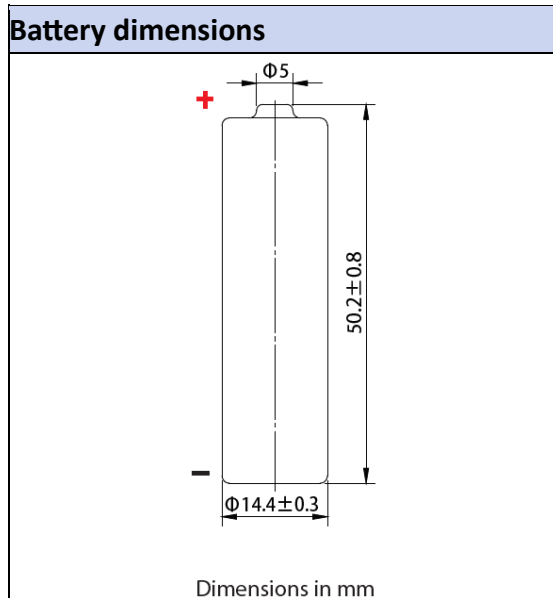 Battery dimensions
Φ5
+
50.2±0.8
−
Φ14.4±0.3
Dimensions in mm